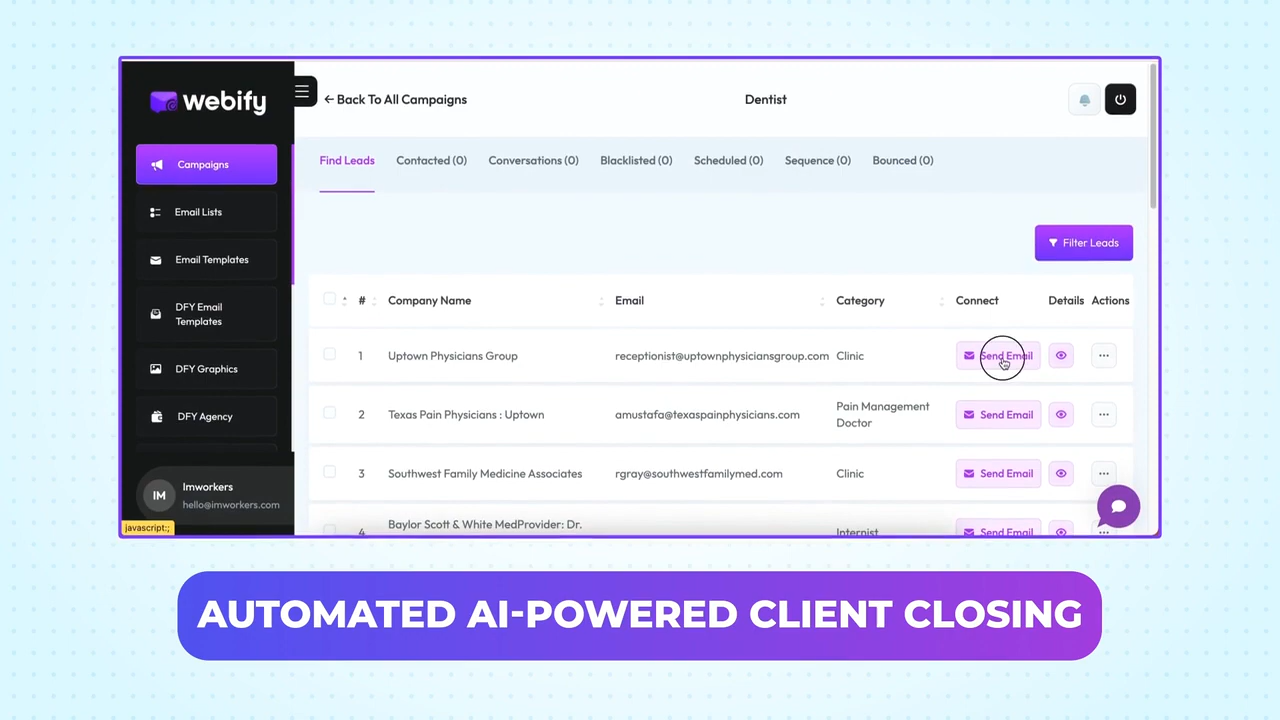 webify
← Back To All Campaigns
Dentist
Campaigns
Email Lists
Email Templates
DFY Email
Templates
DFY Graphics
DFY Agency
IM
Imworkers
hello@imworkers.com
javascript:;
Find Leads
Contacted (0)
Conversations (0)
Blacklisted (0)
Scheduled (0)
Sequence (0)
Bounced (0)
Filter Leads
# Company Name Email Category Connect Details Actions
1 Uptown Physicians Group receptionist@uptownphysiciansgroup.com Clinic Send Email
2 Texas Pain Physicians : Uptown amustafa@texaspainphysicians.com Pain Management
Doctor Send Email
3 Southwest Family Medicine Associates rgray@southwestfamilymed.com Clinic Send Email
4 Baylor Scott & White MedProvider: Dr. Internist Send Email
AUTOMATED AI-POWERED CLIENT CLOSING